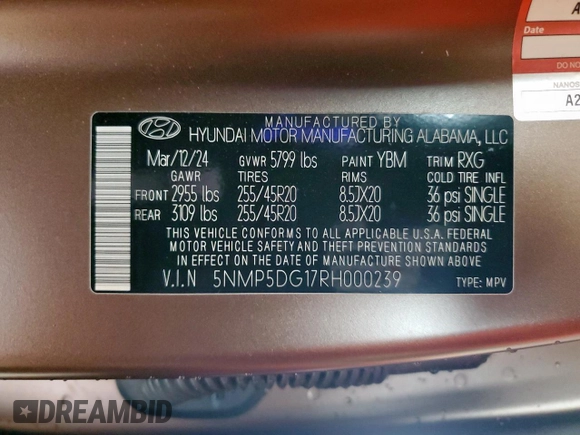 A
Date
DO NO
NANOS
A2
MANUFACTURED BY
HYUNDAI MOTOR MANUFACTURING ALABAMA, LLC
Mar/12/24 GVWR 5799 lbs PAINT YBM TRIM RXG
GAWR TIRES RIMS COLD TIRE INFL
FRONT 2955 lbs 255/45R20 8.5JX20 36 psi SINGLE
REAR 3109 lbs 255/45R20 8.5JX20 36 psi SINGLE
THIS VEHICLE CONFORMS TO ALL APPLICABLE U.S.A. FEDERAL
MOTOR VEHICLE SAFETY AND THEFT PREVENTION STANDARDS
IN EFFECT ON THE DATE OF MANUFACTURE SHOWN ABOVE.
V.I.N 5NMP5DG17RH000239 TYPE: MPV
DREAMBID